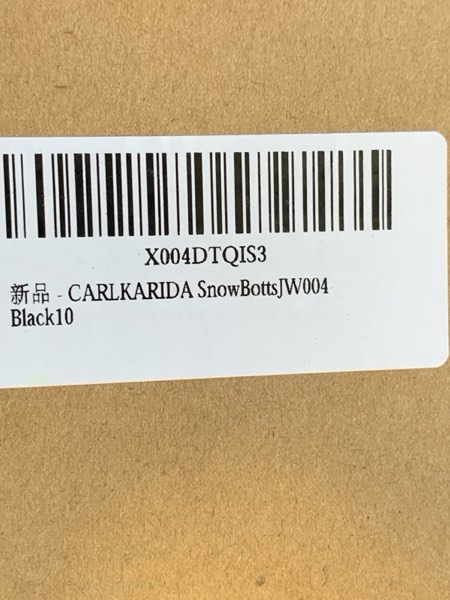 X004DTQIS3
新品 - CARLKARIDA SnowBottsJW004
Black10